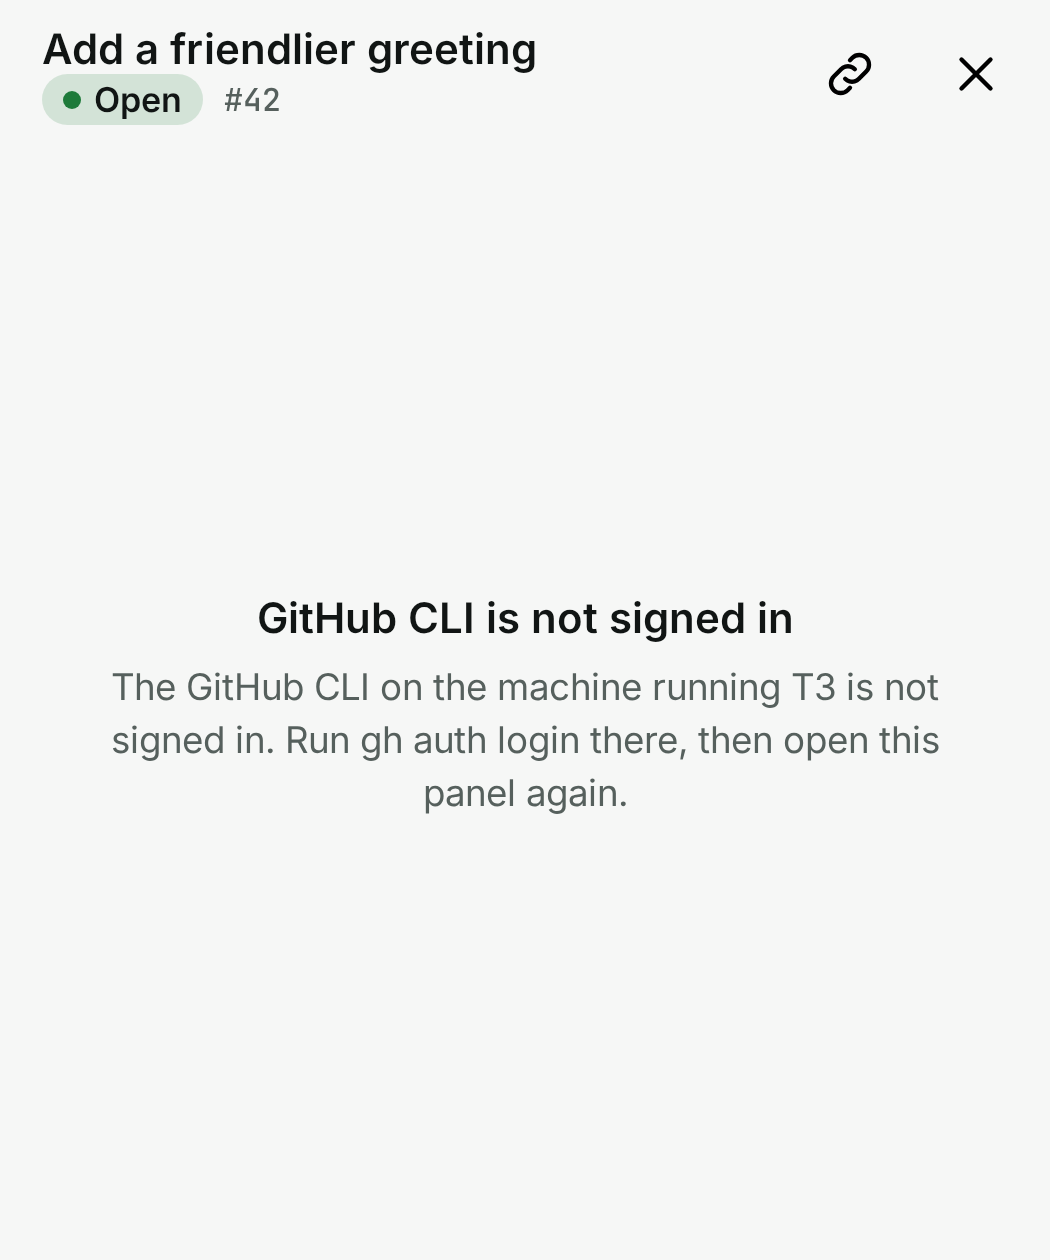 Add a friendlier greeting
Open #42
GitHub CLI is not signed in
The GitHub CLI on the machine running T3 is not
signed in. Run gh auth login there, then open this
panel again.